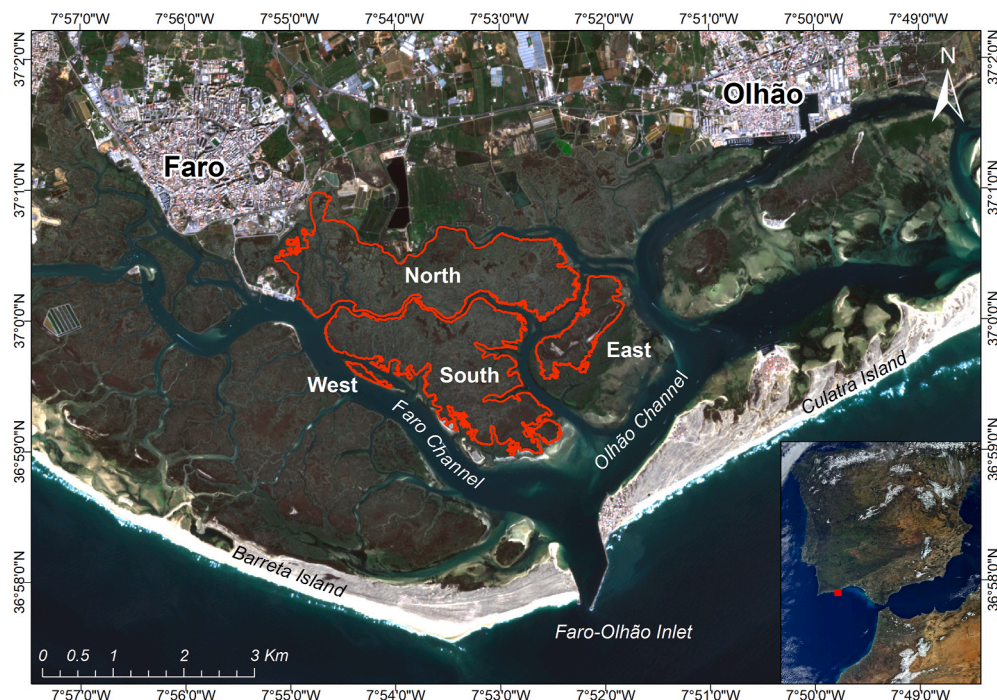 7°55'0"W 7°54'0"W 7°53'0"W 7°52'0"W 7°51'0"W 7°50'0"W 7°49'0"W
7°57'0"W 7°56'0"W
37°2'0"N
37°2'0"N
N
Olhão
Faro
37°1'0"N
37°1'0"N
North
37°0'0"N
37°0'0"N
East
South
West
Culatra Island
Faro Channel
Olhão Channel
36°59'0"N
36°59'0"N
Barreta Island
36°58'0"N
36°58'0"N
Faro-Olhão Inlet
0 0.5 1 2 3 Km
7°57'0"W 7°56'0"W 7°55'0"W 7°54'0"W 7°53'0"W 7°52'0"W 7°51'0"W 7°50'0"W 7°49'0"W